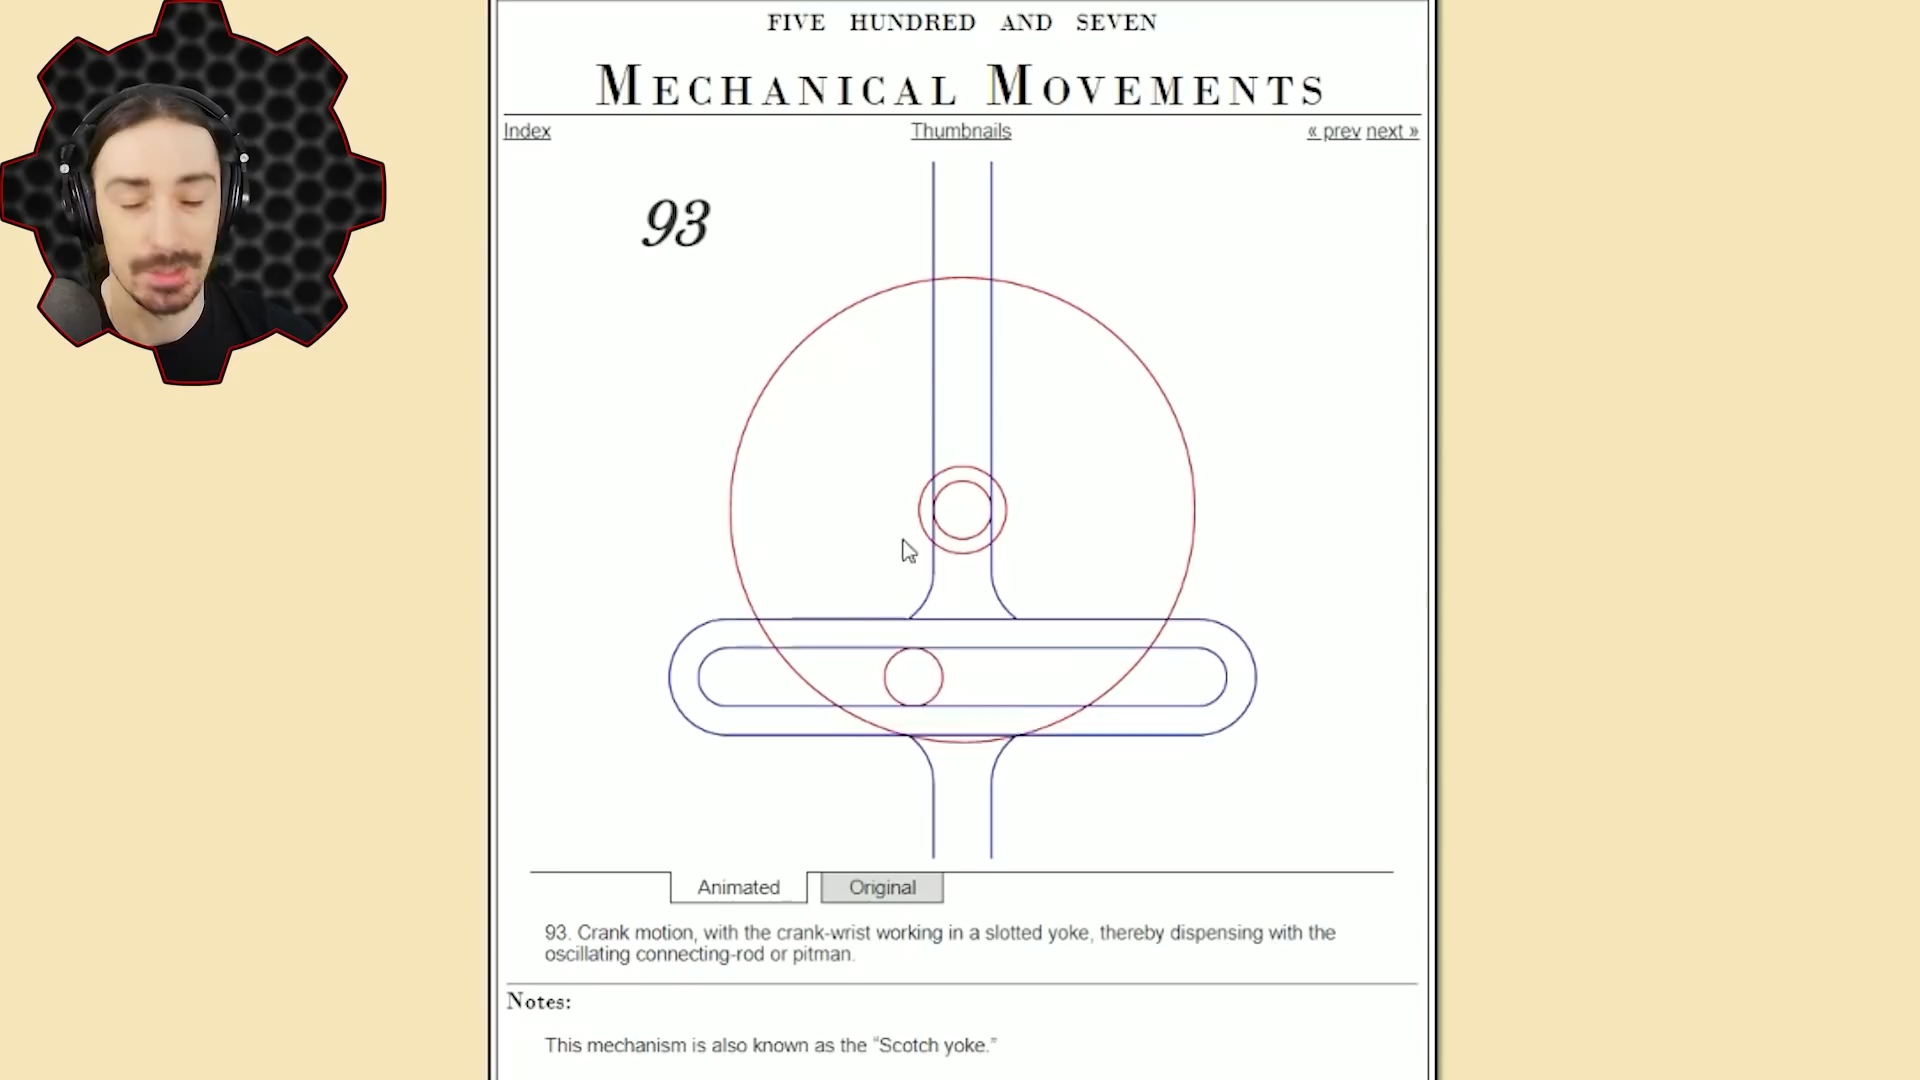 FIVE HUNDRED AND SEVEN
MECHANICAL MOVEMENTS
Index
Thumbnails
« prev next »
93
Animated
Original
93. Crank motion, with the crank-wrist working in a slotted yoke, thereby dispensing with the
oscillating connecting-rod or pitman.
Notes:
This mechanism is also known as the “Scotch yoke.”